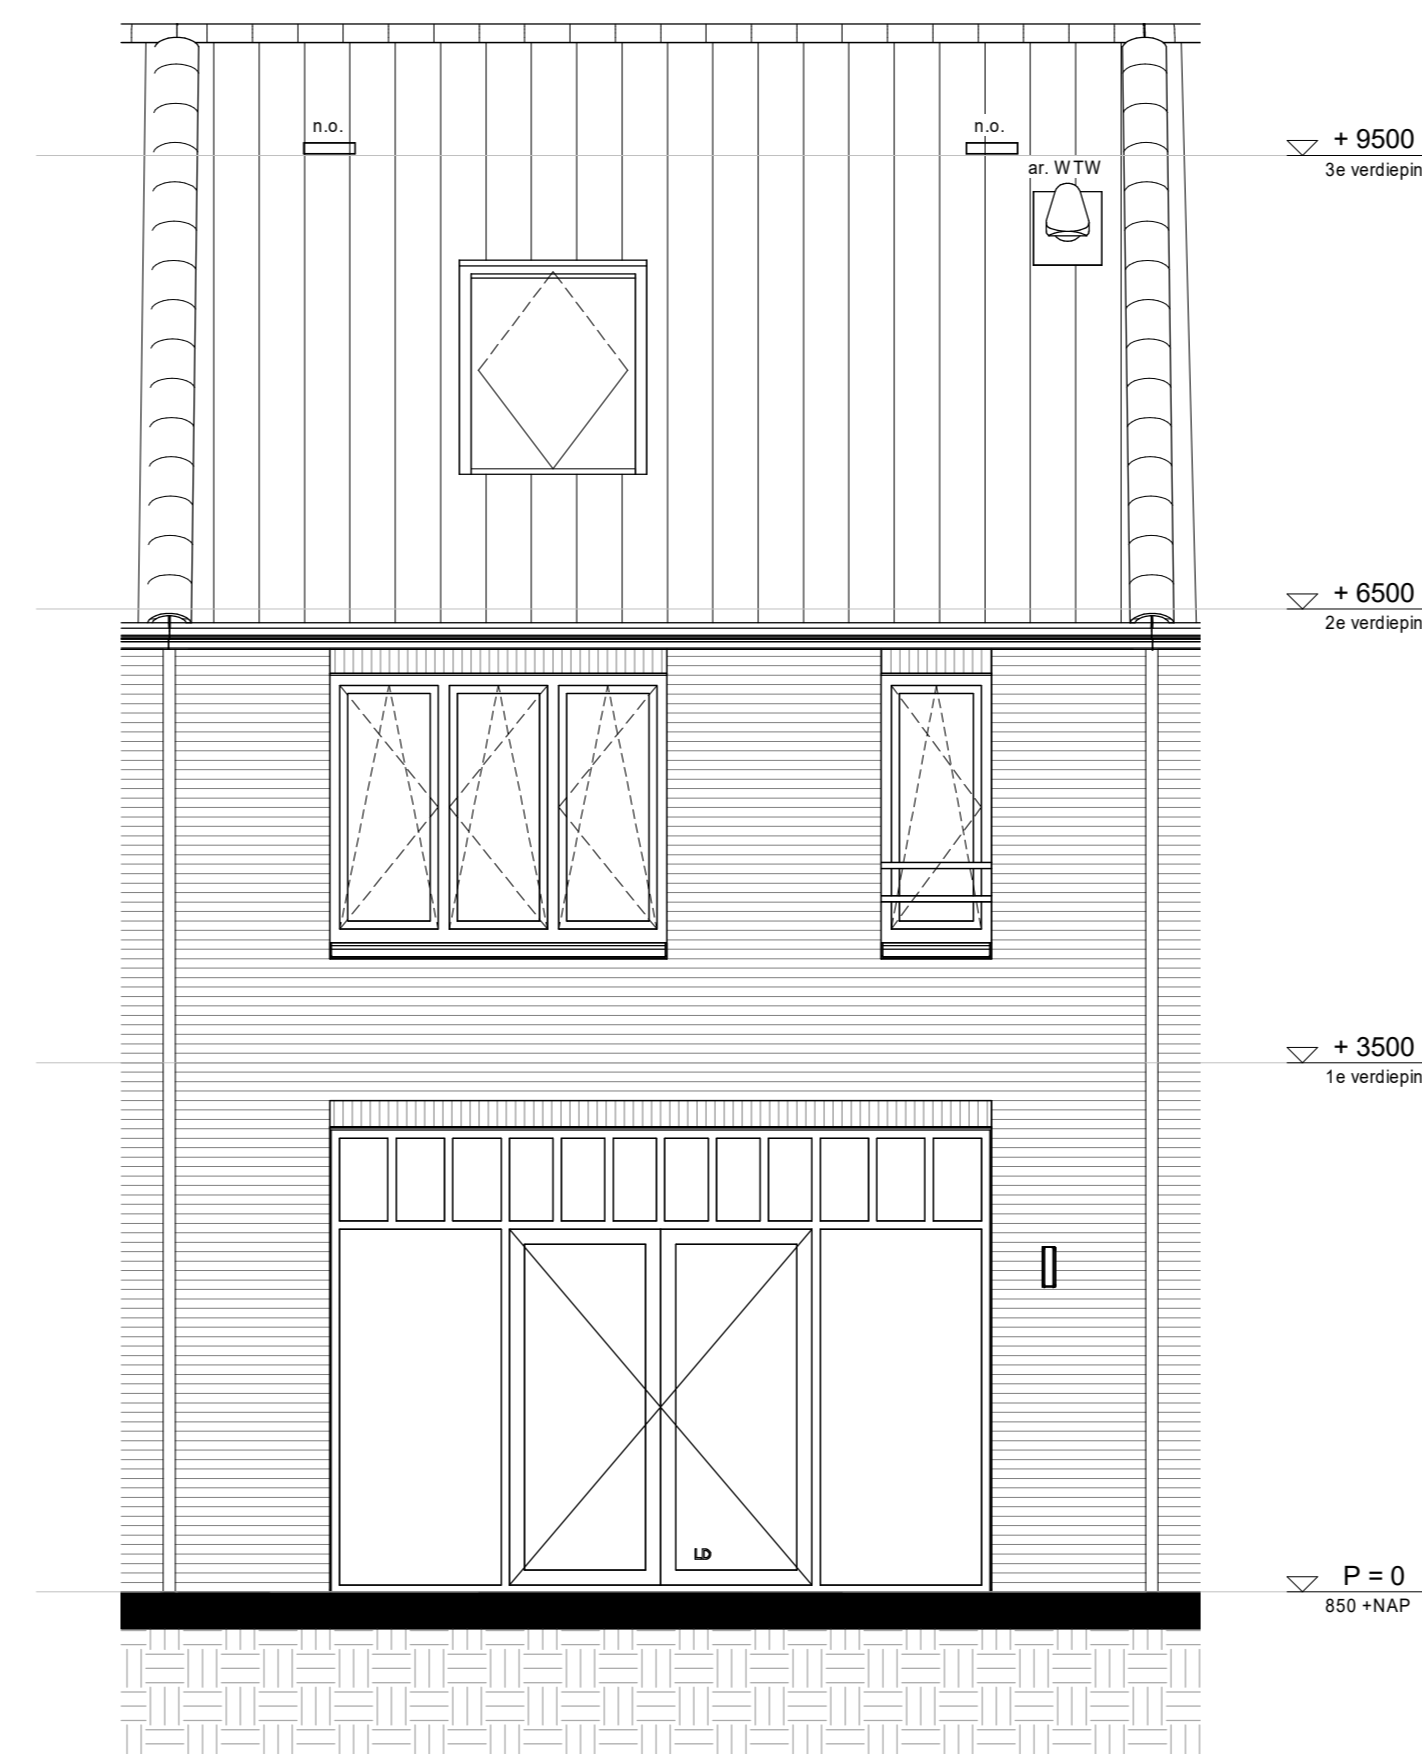 n.o.
n.o.
+ 9500
3e verdiepin
ar. WTW
+ 6500
2e verdiepin
+ 3500
1e verdiepin
LD
P = 0
850 +NAP